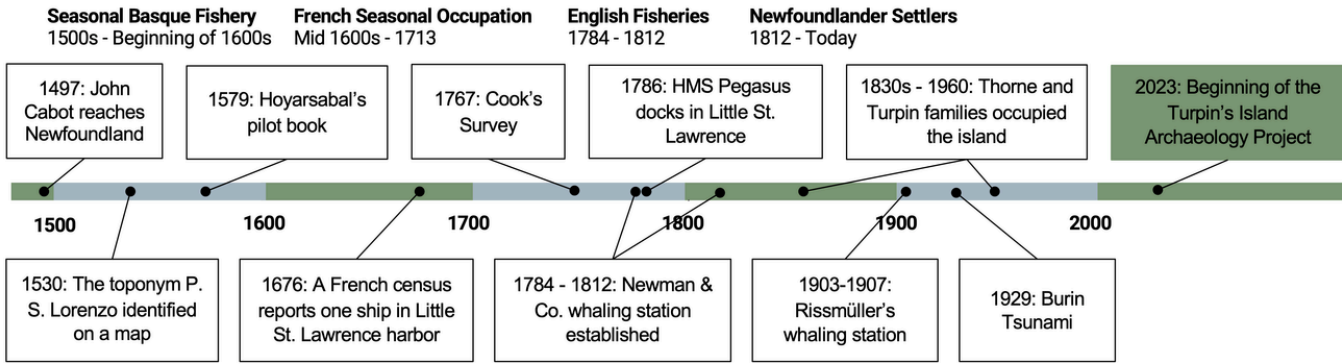 Seasonal Basque Fishery
1500s - Beginning of 1600s
French Seasonal Occupation
Mid 1600s - 1713
English Fisheries
1784 - 1812
Newfoundlander Settlers
1812 - Today
1497: John
Cabot reaches
Newfoundland
1579: Hoyarsabal's
pilot book
1767: Cook's
Survey
1786: HMS Pegasus
docks in Little St.
Lawrence
1830s - 1960: Thorne and
Turpin families occupied
the island
2023: Beginning of the
Turpin's Island
Archaeology Project
1500
1600
1700
1800
1900
2000
1530: The toponym P.
S. Lorenzo identified
on a map
1676: A French census
reports one ship in Little
St. Lawrence harbor
1784 - 1812: Newman &
Co. whaling station
established
1903-1907:
Rissmüller's
whaling station
1929: Burin
Tsunami